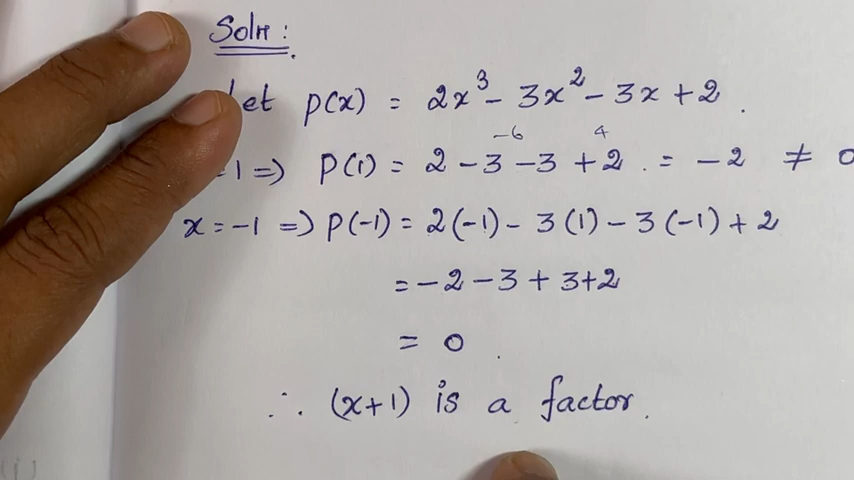 Soln :
Let p(x) = 2x³ - 3x² - 3x + 2 .
-6 4
1 => P(1) = 2 - 3 - 3 + 2 . = -2 ≠ 0
x = -1 => P(-1) = 2(-1) - 3(1) - 3(-1) + 2
= -2 - 3 + 3 + 2
= 0 .
∴ (x+1) is a factor.